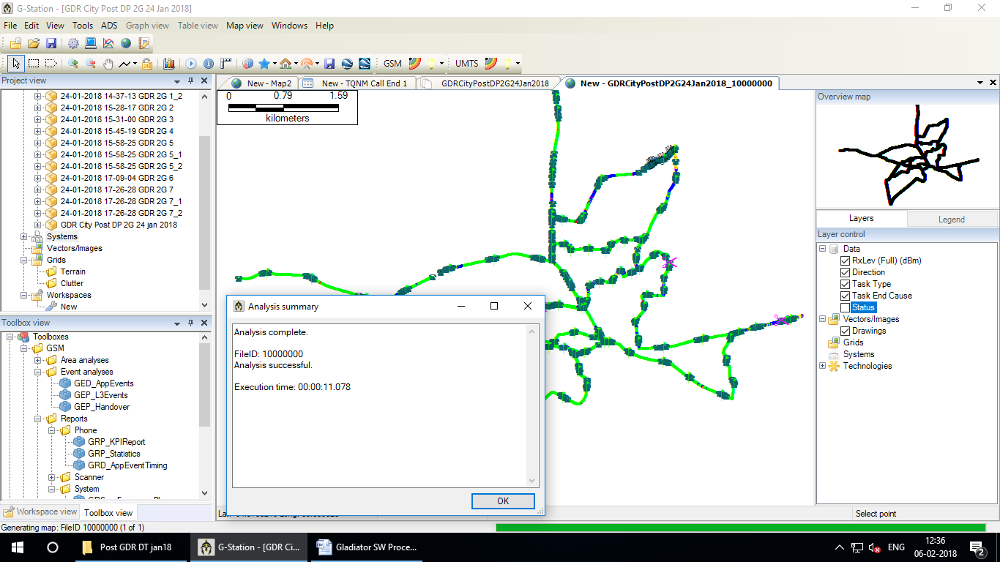 G-Station - [GDR City Post DP 2G 24 Jan 2018]
File Edit View Tools ADS Graph view Table view Map view Windows Help
GSM UMTS
Project view
24-01-2018 14-37-13 GDR 2G 1_2
24-01-2018 15-28-17 GDR 2G 2
24-01-2018 15-31-00 GDR 2G 3
24-01-2018 15-45-19 GDR 2G 4
24-01-2018 15-58-25 GDR 2G 5
24-01-2018 15-58-25 GDR 2G 5_1
24-01-2018 15-58-25 GDR 2G 5_2
24-01-2018 17-09-04 GDR 2G 6
24-01-2018 17-26-28 GDR 2G 7
24-01-2018 17-26-28 GDR 2G 7_1
24-01-2018 17-26-28 GDR 2G 7_2
GDR City Post DP 2G 24 jan 2018
Systems
Vectors/Images
Grids
Terrain
Clutter
Workspaces
New
Toolbox view
Toolboxes
GSM
Area analyses
Event analyses
GED_AppEvents
GEP_L3Events
GEP_Handover
Reports
Phone
GRP_KPIReport
GRP_Statistics
GRD_AppEventTiming
Scanner
System
Workspace view Toolbox view
New - Map2 New - TQNM Call End 1 GDRCityPostDP2G24Jan2018 New - GDRCityPostDP2G24Jan2018_10000000
0 0.79 1.59
kilometers
Analysis summary
Analysis complete.
FileID: 10000000
Analysis successful.
Execution time: 00:00:11.078
OK
Overview map
Layers Legend
Layer control
Data
RxLev (Full) (dBm)
Direction
Task Type
Task End Cause
Status
Vectors/Images
Drawings
Grids
Systems
Technologies
Select point
Generating map: FileID 10000000 (1 of 1)
Post GDR DT jan18
G-Station - [GDR Ci...
Gladiator SW Proce...
ENG
12:36
06-02-2018
2